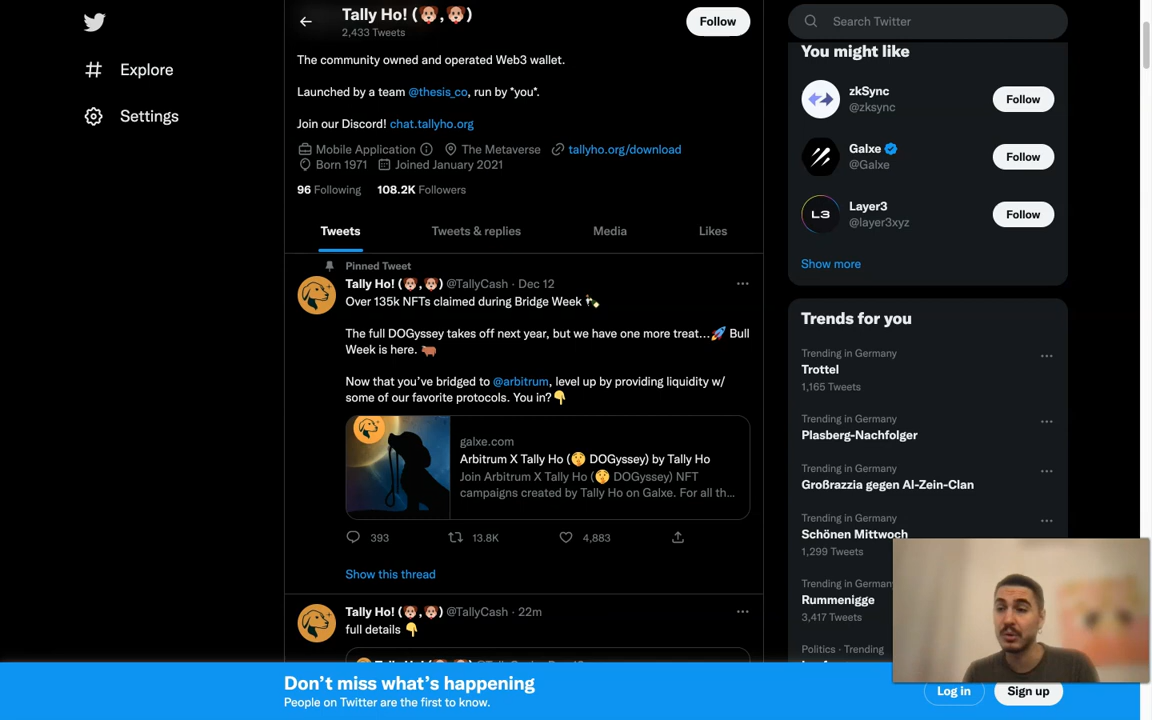 Tally Ho! (🐶,🐶)
2,433 Tweets
Follow
Search Twitter
Explore
Settings
The community owned and operated Web3 wallet.
Launched by a team @thesis_co, run by *you*.
Join our Discord! chat.tallyho.org
Mobile Application The Metaverse tallyho.org/download
Born 1971 Joined January 2021
96 Following 108.2K Followers
Tweets Tweets & replies Media Likes
Pinned Tweet
Tally Ho! (🐶,🐶) @TallyCash · Dec 12
Over 135k NFTs claimed during Bridge Week 🍾
The full DOGyssey takes off next year, but we have one more treat...🚀 Bull
Week is here. 🐂
Now that you've bridged to @arbitrum, level up by providing liquidity w/
some of our favorite protocols. You in?👇
galxe.com
Arbitrum X Tally Ho (🤫 DOGyssey) by Tally Ho
Join Arbitrum X Tally Ho (🤫 DOGyssey) NFT
campaigns created by Tally Ho on Galxe. For all th...
393 13.8K 4,883
Show this thread
Tally Ho! (🐶,🐶) @TallyCash · 22m
full details 👇
You might like
zkSync
@zksync
Follow
Galxe
@Galxe
Follow
L3
Layer3
@layer3xyz
Follow
Show more
Trends for you
Trending in Germany
Trottel
1,165 Tweets
Trending in Germany
Plasberg-Nachfolger
Trending in Germany
Großrazzia gegen Al-Zein-Clan
Trending in Germany
Schönen Mittwoch
1,299 Tweets
Trending in Germany
Rummenigge
3,417 Tweets
Politics · Trending
Don't miss what's happening
People on Twitter are the first to know.
Log in
Sign up